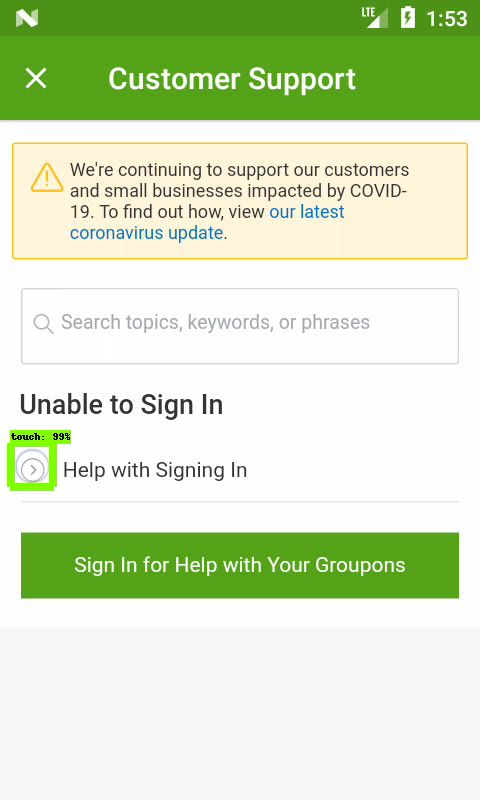 LTE 1:53
Customer Support
We're continuing to support our customers
and small businesses impacted by COVID-
19. To find out how, view our latest
coronavirus update.
Search topics, keywords, or phrases
Unable to Sign In
touch: 99%
Help with Signing In
Sign In for Help with Your Groupons